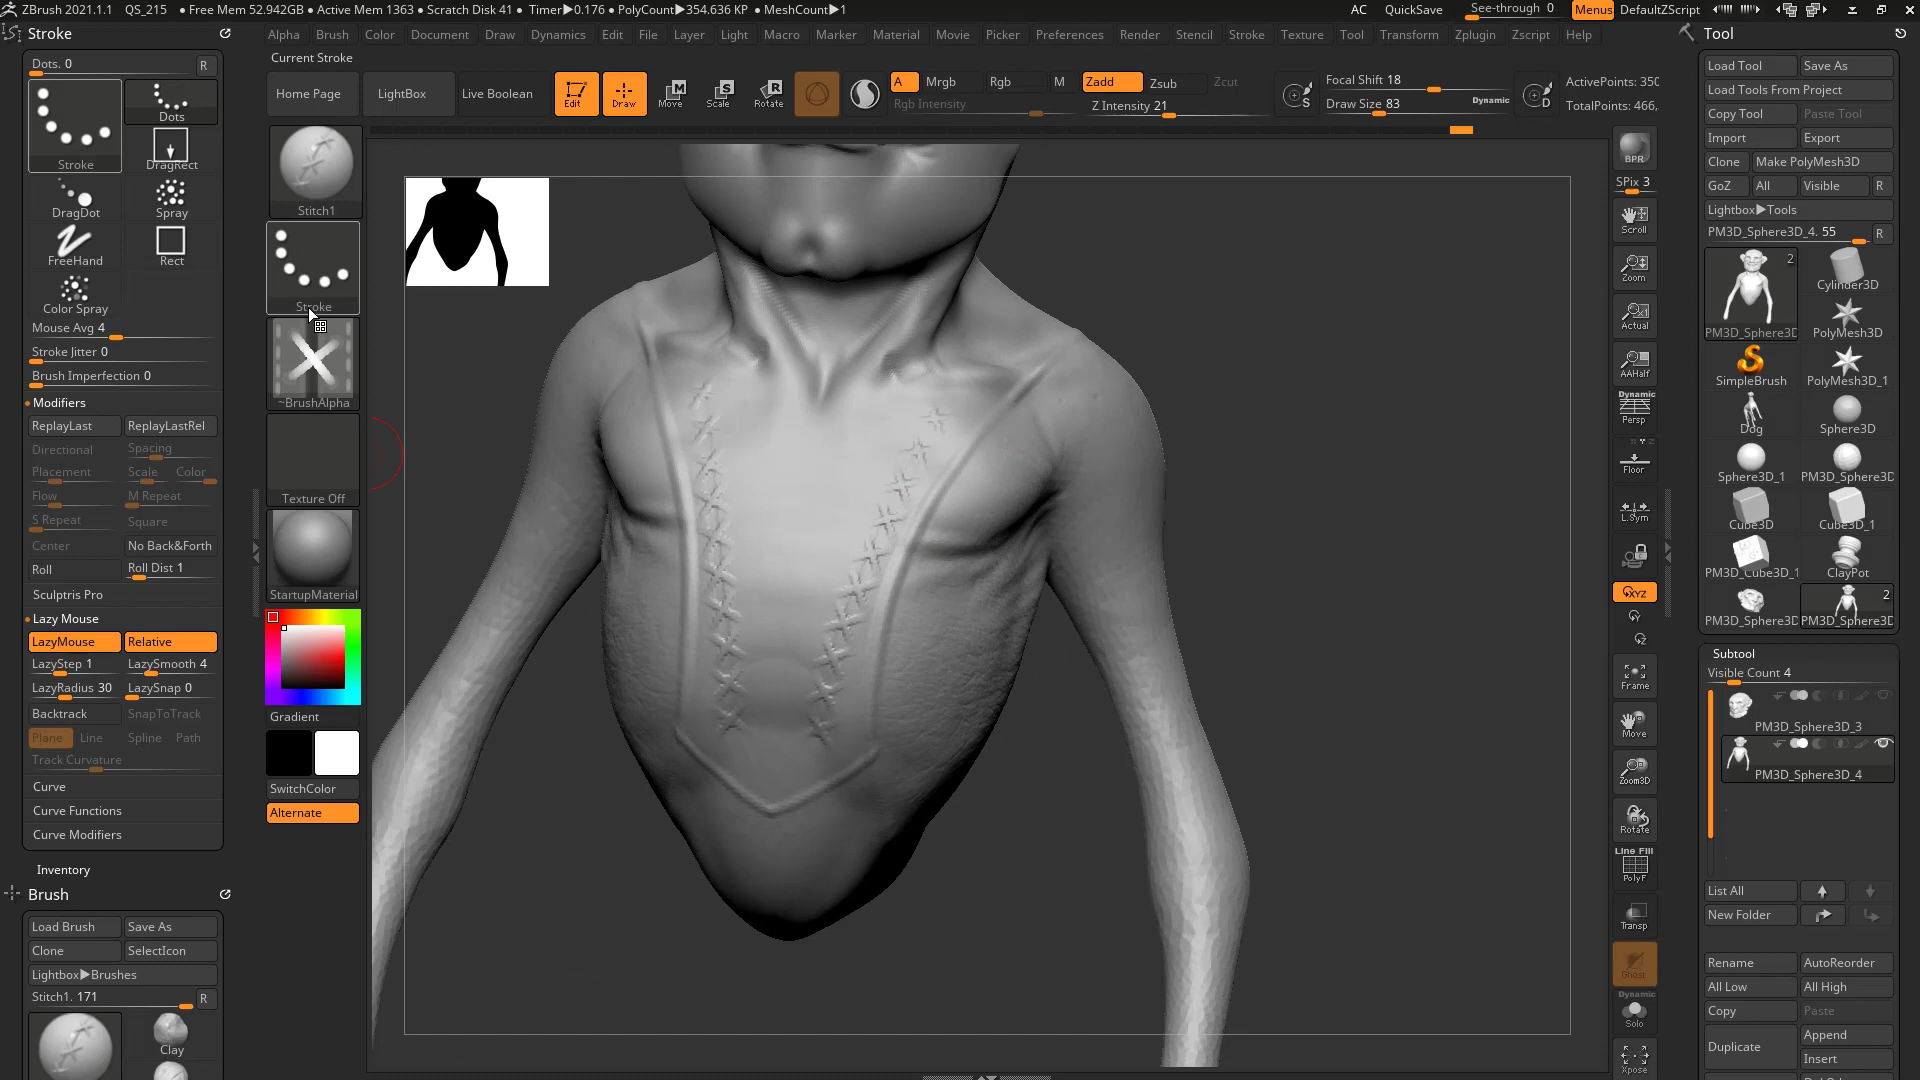 ZBrush 2021.1.1 QS_215 • Free Mem 52.942GB • Active Mem 1363 • Scratch Disk 41 • Timer▶0.176 • PolyCount▶354.636 KP • MeshCount▶1 AC QuickSave See-through 0 Menus DefaultZScript
Stroke
Alpha Brush Color Document Draw Dynamics Edit File Layer Light Macro Marker Material Movie Picker Preferences Render Stencil Stroke Texture Tool Transform Zplugin Zscript Help
Tool
Current Stroke
Home Page LightBox Live Boolean Edit Draw Move Scale Rotate
A Mrgb Rgb M Zadd Zsub Zcut
Rgb Intensity Z Intensity 21
S Focal Shift 18
Draw Size 83 Dynamic
D ActivePoints: 350
TotalPoints: 466,
Dots. 0 R
Stroke
Dots
DragRect
DragDot Spray
FreeHand Rect
Color Spray
Mouse Avg 4
Stroke Jitter 0
Brush Imperfection 0
Modifiers
ReplayLast ReplayLastRel
Directional Spacing
Placement Scale Color
Flow M Repeat
S Repeat Square
Center No Back&Forth
Roll Roll Dist 1
Sculptris Pro
Lazy Mouse
LazyMouse Relative
LazyStep 1 LazySmooth 4
LazyRadius 30 LazySnap 0
Backtrack SnapToTrack
Plane Line Spline Path
Track Curvature
Curve
Curve Functions
Curve Modifiers
Inventory
Brush
Load Brush Save As
Clone SelectIcon
Lightbox▶Brushes
Stitch1. 171 R
Clay
Stitch1
Stroke
~BrushAlpha
Texture Off
StartupMaterial
Gradient
SwitchColor
Alternate
BPR
SPix 3
Scroll
Zoom
Actual
AAHalf
Dynamic
Persp
Floor
L.Sym
XYZ
Frame
Move
Zoom3D
Rotate
Line Fill
PolyF
Transp
Ghost
Dynamic
Solo
Xpose
Load Tool Save As
Load Tools From Project
Copy Tool Paste Tool
Import Export
Clone Make PolyMesh3D
GoZ All Visible R
Lightbox▶Tools
PM3D_Sphere3D_4. 55 R
2
Cylinder3D
PM3D_Sphere3D PolyMesh3D
SimpleBrush PolyMesh3D_1
Dog Sphere3D
Sphere3D_1 PM3D_Sphere3D
Cube3D Cube3D_1
PM3D_Cube3D_1 ClayPot
2
PM3D_Sphere3D PM3D_Sphere3D
Subtool
Visible Count 4
PM3D_Sphere3D_3
PM3D_Sphere3D_4
List All
New Folder
Rename AutoReorder
All Low All High
Copy Paste
Duplicate Append
Insert